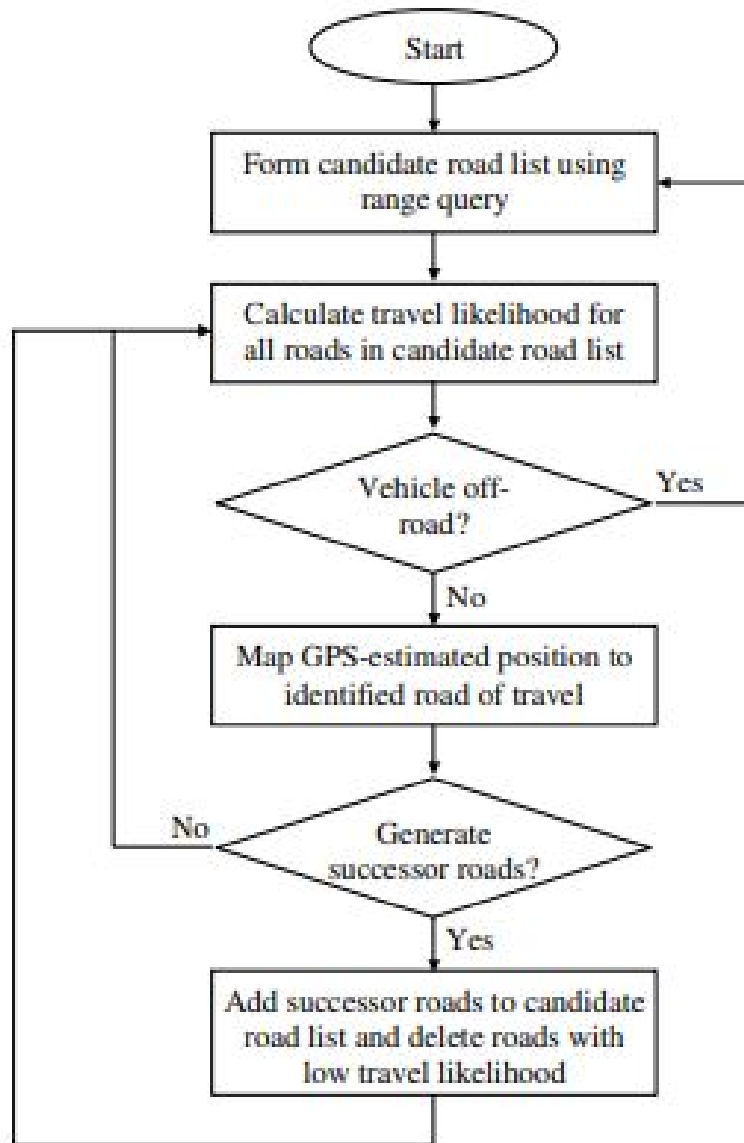 Start
Form candidate road list using
range query
Calculate travel likelihood for
all roads in candidate road list
Vehicle off-
road?
Yes
No
Map GPS-estimated position to
identified road of travel
No
Generate
successor roads?
Yes
Add successor roads to candidate
road list and delete roads with
low travel likelihood